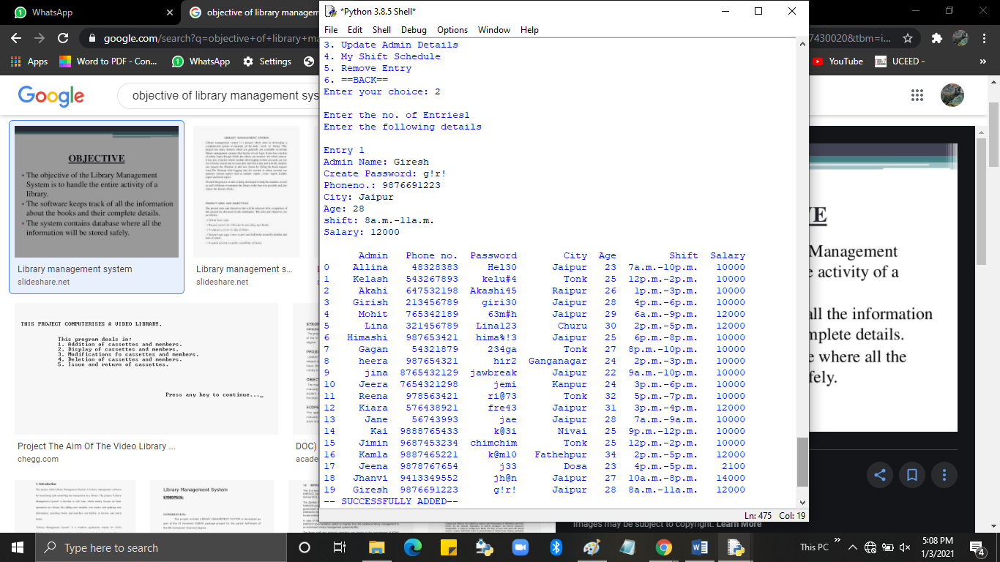 WhatsApp
objective of library managem
*Python 3.8.5 Shell*
google.com/search?q=objective+of+library+ma
7430020&tbm=i...
File Edit Shell Debug Options Window Help
Apps Word to PDF - Con... WhatsApp Settings
YouTube UCEED -
»
Google
objective of library management sys
3. Update Admin Details
4. My Shift Schedule
5. Remove Entry
6. ==BACK==
Enter your choice: 2
Enter the no. of Entries1
Enter the following details
Entry 1
Admin Name: Giresh
Create Password: g!r!
Phoneno.: 9876691223
City: Jaipur
Age: 28
shift: 8a.m.-11a.m.
Salary: 12000
Admin Phone no. Password City Age Shift Salary
0 Allina 48328383 Hel30 Jaipur 23 7a.m.-10p.m. 10000
1 Kelash 543267893 kelu#4 Tonk 25 12p.m.-2p.m. 10000
2 Akahi 647532198 Akashi45 Raipur 26 1p.m.-3p.m. 10000
3 Girish 213456789 giri30 Jaipur 28 4p.m.-6p.m. 10000
4 Mohit 765342189 63m#h Jaipur 29 6a.m.-9p.m. 12000
5 Lina 321456789 Lina123 Churu 30 2p.m.-5p.m. 12000
6 Himashi 987653421 hima%!3 Jaipur 25 6p.m.-8p.m. 10000
7 Gagan 54321879 234ga Tonk 27 8p.m.-10p.m. 10000
8 heera 987654321 hir2 Ganganagar 24 2p.m.-3p.m. 10000
9 jina 8765432129 jawbreak Jaipur 22 9a.m.-10p.m. 10000
10 Jeera 7654321298 jemi Kanpur 24 3p.m.-6p.m. 10000
11 Reena 978563421 ri@73 Tonk 32 5p.m.-7p.m. 10000
12 Kiara 576438921 fre43 Jaipur 31 3p.m.-4p.m. 12000
13 Jane 56743993 jae Jaipur 28 7a.m.-9a.m. 10000
14 Kai 9888765433 k@3i Nivai 25 9p.m.-12p.m. 10000
15 Jimin 9687453234 chimchim Tonk 25 12p.m.-2p.m. 10000
16 Kamla 9887465221 k@m10 Fathehpur 34 2p.m.-5p.m. 12000
17 Jeena 9878767654 j33 Dosa 23 4p.m.-5p.m. 2100
18 Jhanvi 9413349552 jh@n Jaipur 27 10a.m.-8p.m. 14000
19 Giresh 9876691223 g!r! Jaipur 28 8a.m.-11a.m. 12000
-- SUCCESSFULLY ADDED--
Ln: 475 Col: 19
OBJECTIVE
• The objective of the Library Management
System is to handle the entire activity of a
library.
• The software keeps track of all the information
about the books and their complete details.
• The system contains database where all the
information will be stored safely.
Library management system
slideshare.net
LIBRARY MANAGEMENT SYSTEM
PROJECT AIMS AND OBJECTIVES
Library management s...
slideshare.net
THIS PROJECT COMPUTERISES A VIDEO LIBRARY.
This program deals in:
1. Addition of cassettes and members.
2. Display of cassettes and members.
3. Modifications fo cassettes and members.
4. Deletion of cassettes and members.
5. Issue and return of cassettes.
Press any key to continue..._
Project The Aim Of The Video Library ...
chegg.com
DOC)
acade
1. Introduction
Library Management System
SYNOPSIS:
VE
Management
e activity of a
all the information
mplete details.
e where all the
fely.
Images may be subject to copyright. Learn More
Type here to search
This PC
»
5:08 PM
1/3/2021
4